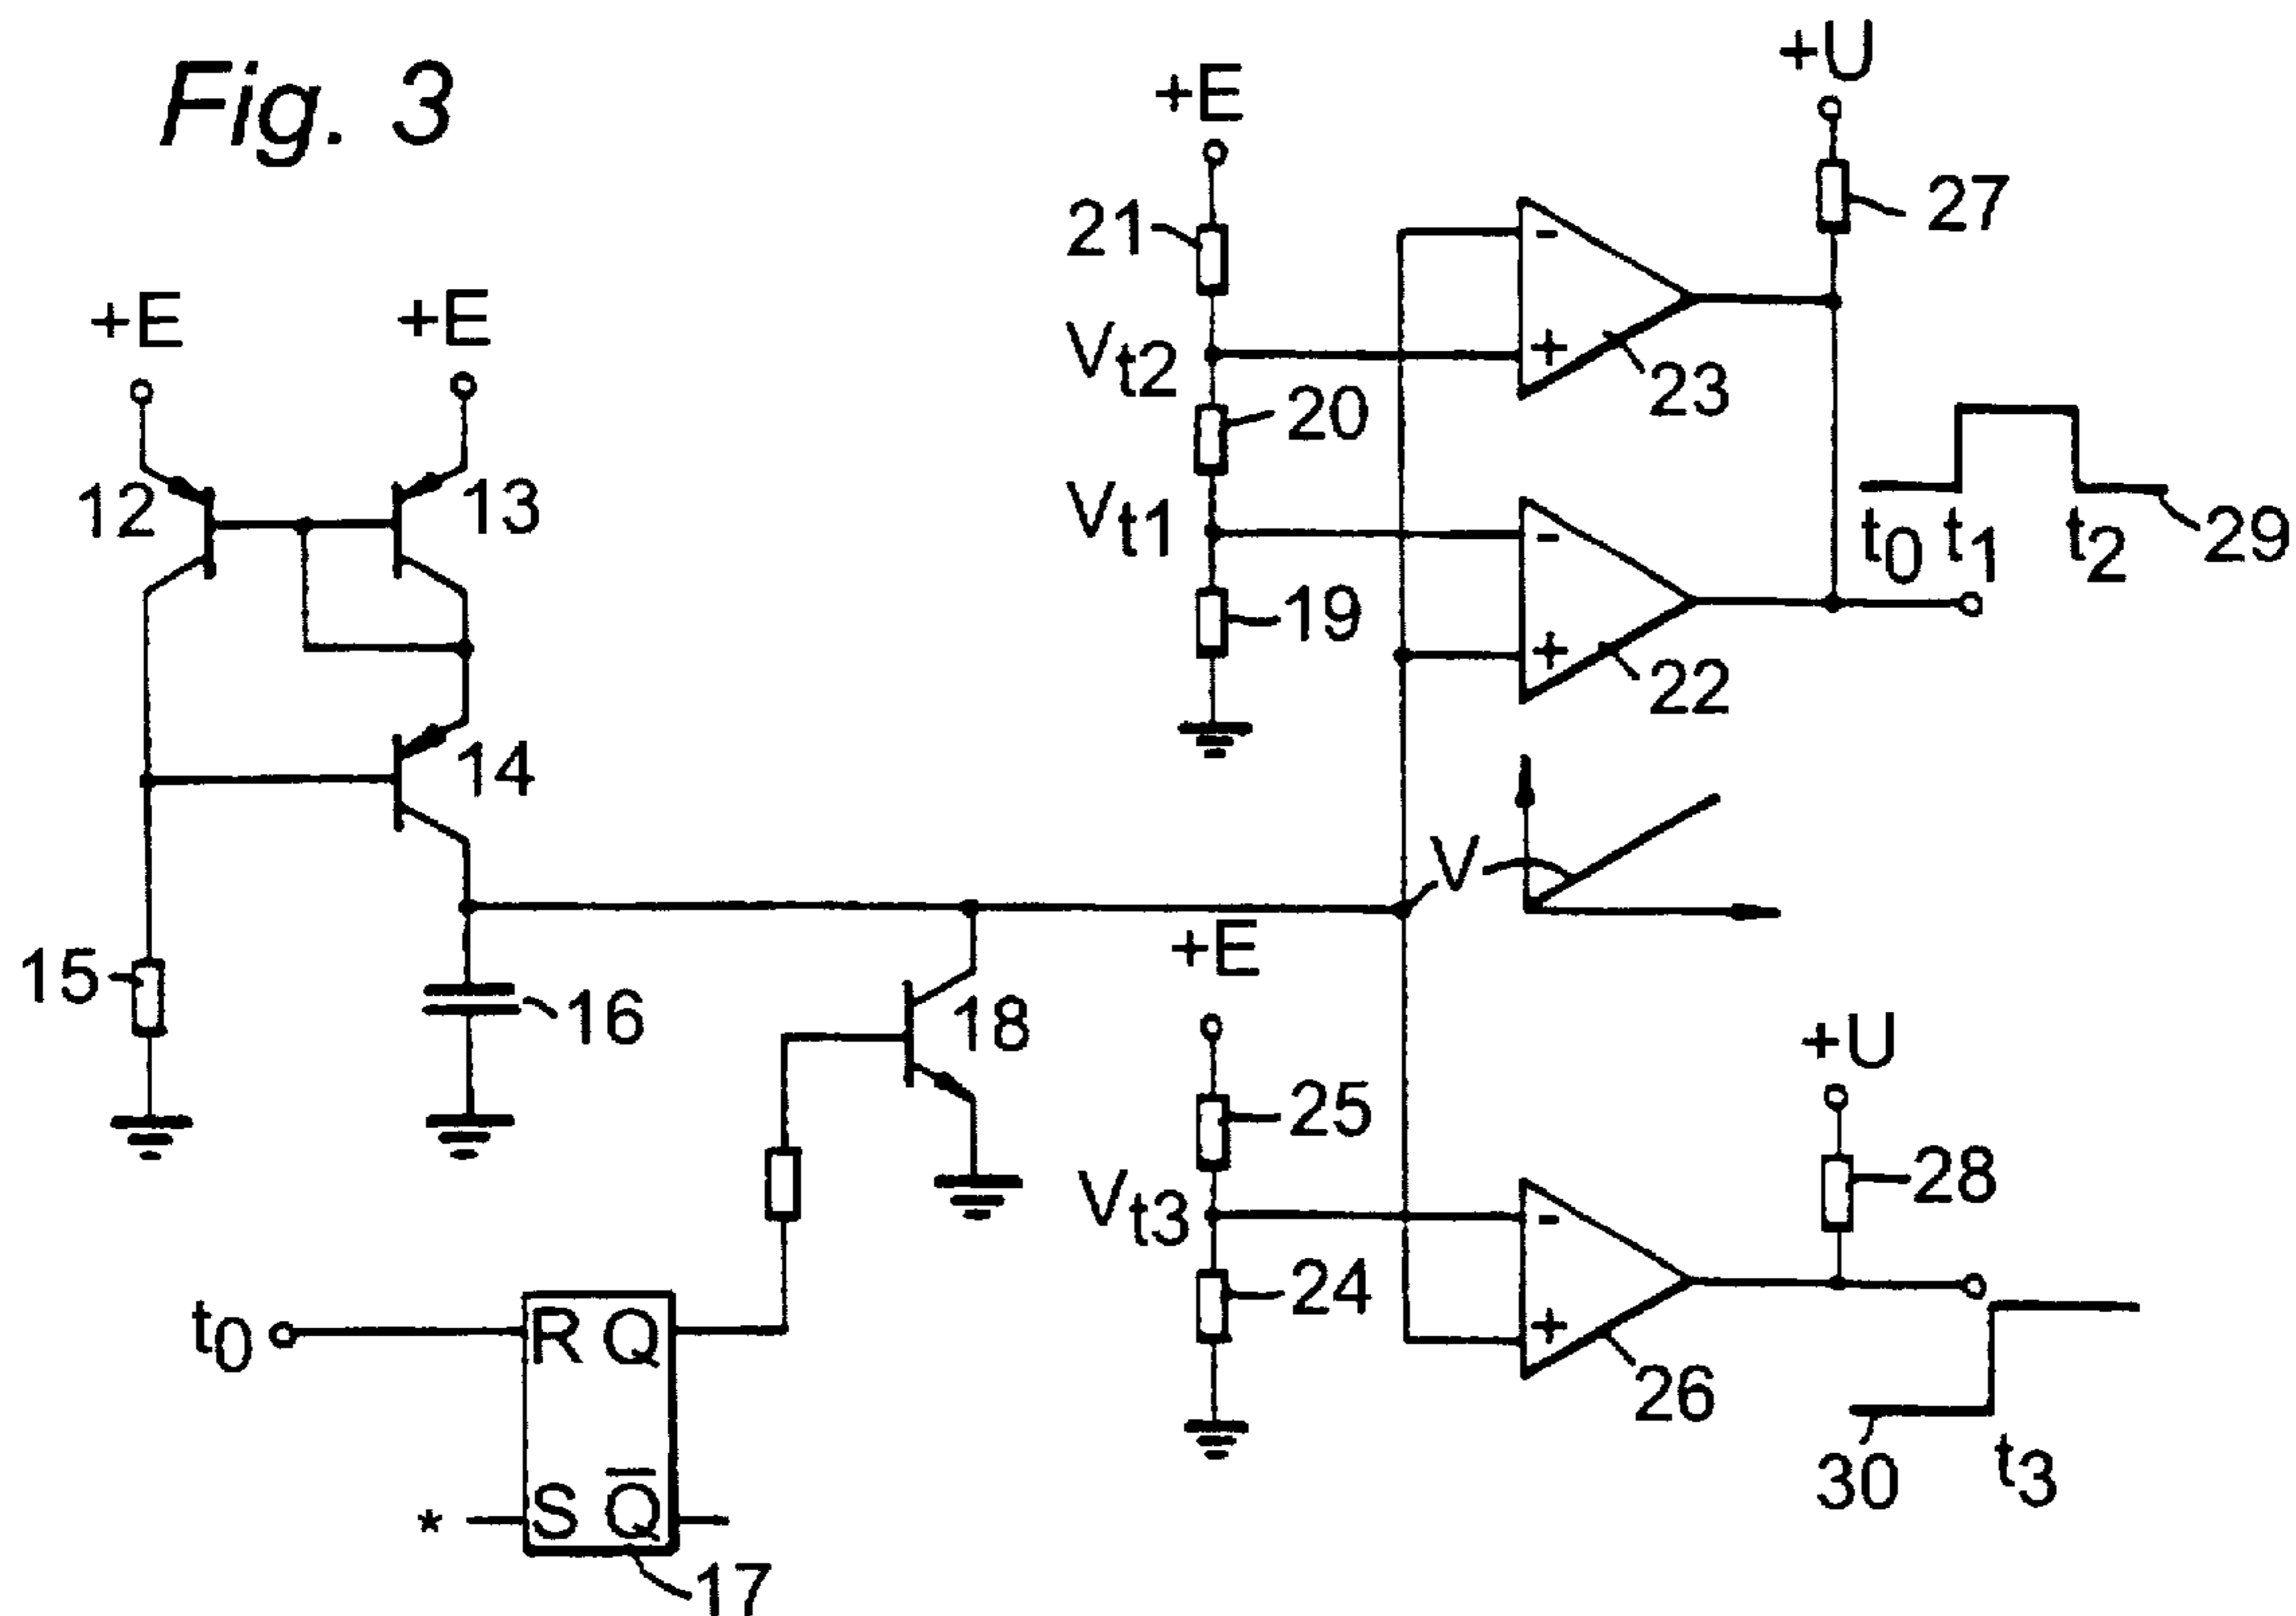 Fig. 3
+E
+U
21
27
+E
+E
Vt2
20
23
12
13
Vt1
t0 t1 t2
29
19
22
14
V
+E
15
16
18
+U
25
28
Vt3
24
t0
R Q
26
30
t3
* S Q̅
17
-
+
-
+
-
+